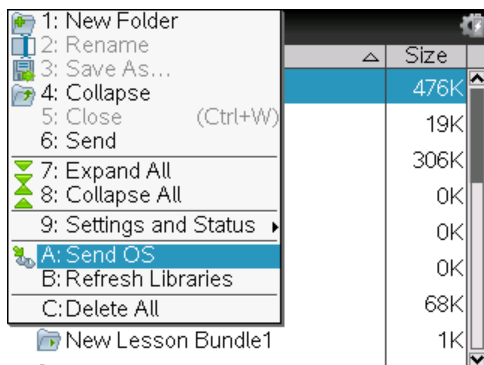 1: New Folder
2: Rename
3: Save As...
4: Collapse
5: Close (Ctrl+W)
6: Send
7: Expand All
8: Collapse All
9: Settings and Status
A: Send OS
B: Refresh Libraries
C: Delete All
New Lesson Bundle1
Size
476K
19K
306K
0K
0K
0K
68K
1K